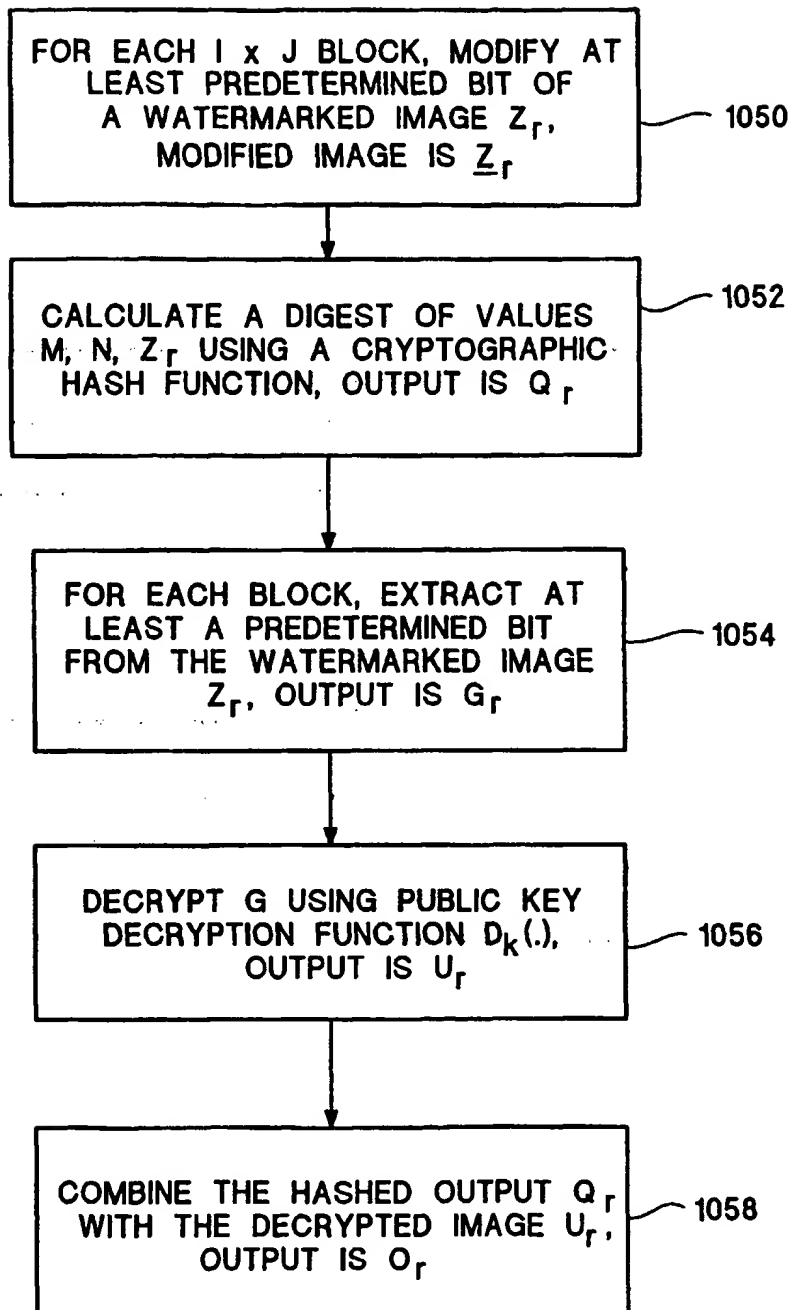 FOR EACH I x J BLOCK, MODIFY AT
LEAST PREDETERMINED BIT OF
A WATERMARKED IMAGE Zr,
MODIFIED IMAGE IS Z̲r
1050
CALCULATE A DIGEST OF VALUES
M, N, Zr USING A CRYPTOGRAPHIC
HASH FUNCTION, OUTPUT IS Qr
1052
FOR EACH BLOCK, EXTRACT AT
LEAST A PREDETERMINED BIT
FROM THE WATERMARKED IMAGE
Zr, OUTPUT IS Gr
1054
DECRYPT G USING PUBLIC KEY
DECRYPTION FUNCTION Dk(.),
OUTPUT IS Ur
1056
COMBINE THE HASHED OUTPUT Qr
WITH THE DECRYPTED IMAGE Ur,
OUTPUT IS Or
1058